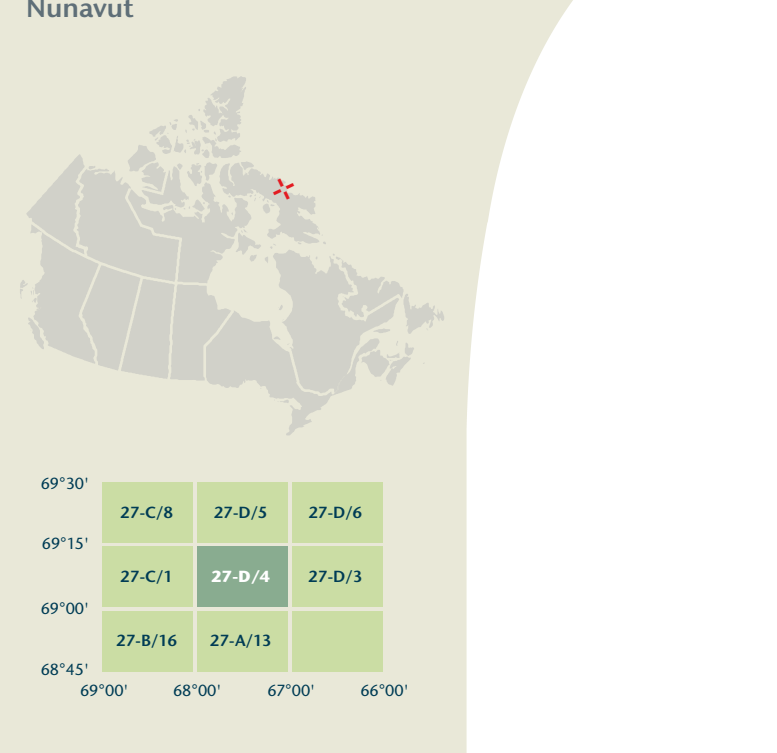 Nunavut
69°30'
27-C/8 27-D/5 27-D/6
69°15'
27-C/1 27-D/4 27-D/3
69°00'
27-B/16 27-A/13
68°45'
69°00' 68°00' 67°00' 66°00'